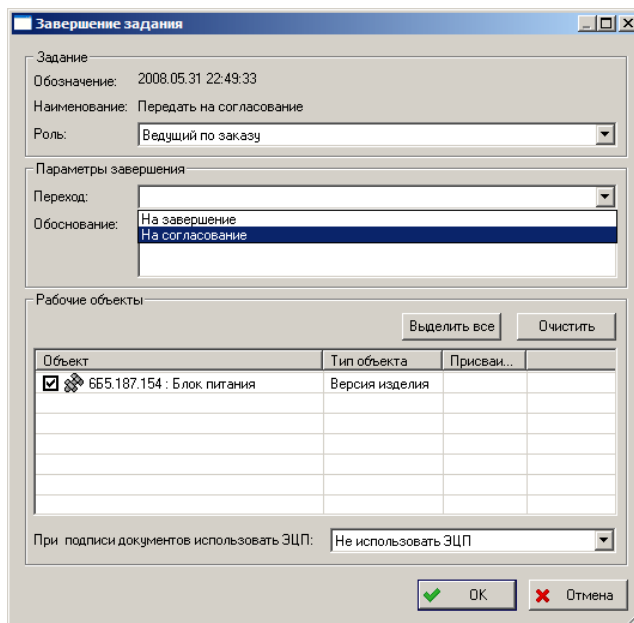 Завершение задания
Задание
Обозначение: 2008.05.31 22:49:33
Наименование: Передать на согласование
Роль: Ведущий по заказу
Параметры завершения
Переход:
На завершение
Обоснование:
На согласование
Рабочие объекты
Выделить все Очистить
Объект Тип объекта Присваи...
6Б5.187.154 : Блок питания Версия изделия
При подписи документов использовать ЭЦП: Не использовать ЭЦП
OK Отмена